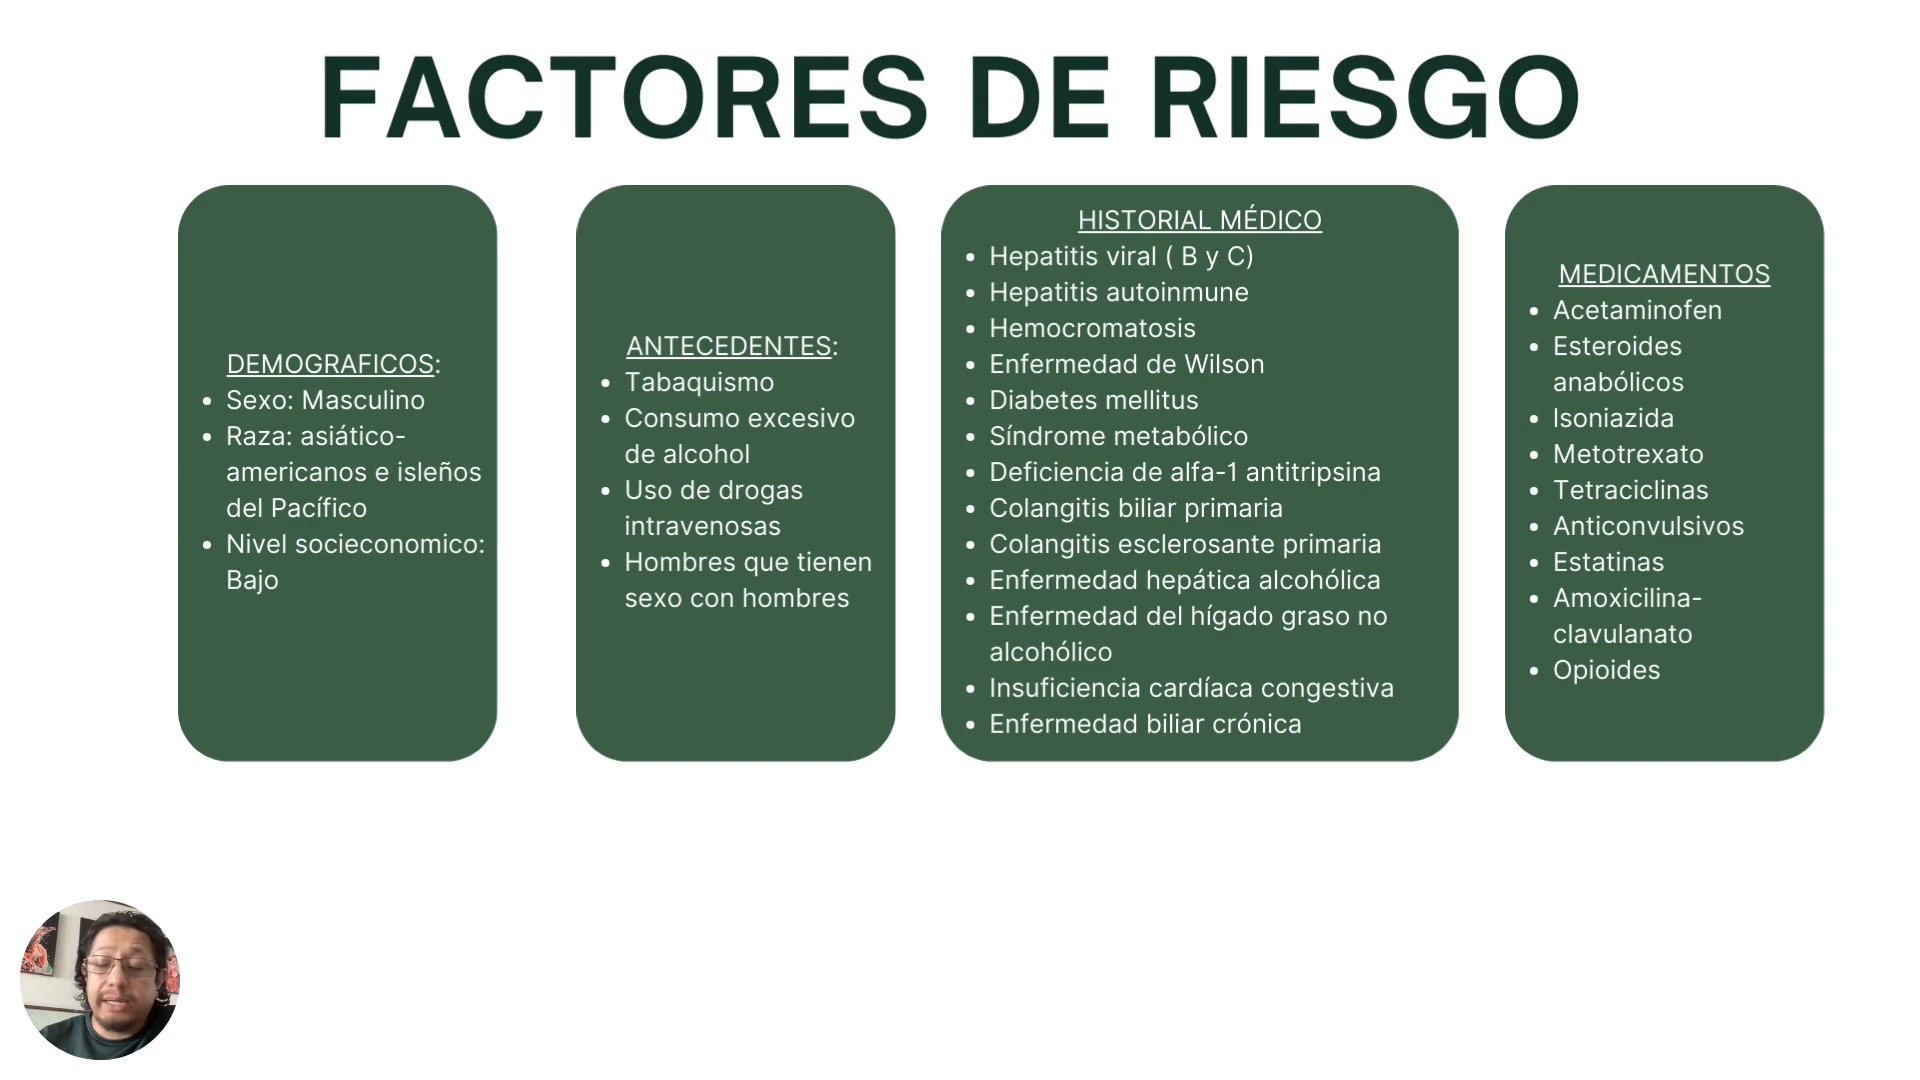 FACTORES DE RIESGO
DEMOGRAFICOS:
Sexo: Masculino
Raza: asiático-
americanos e isleños
del Pacífico
Nivel socieconomico:
Bajo
ANTECEDENTES:
Tabaquismo
Consumo excesivo
de alcohol
Uso de drogas
intravenosas
Hombres que tienen
sexo con hombres
HISTORIAL MÉDICO
Hepatitis viral ( B y C)
Hepatitis autoinmune
Hemocromatosis
Enfermedad de Wilson
Diabetes mellitus
Síndrome metabólico
Deficiencia de alfa-1 antitripsina
Colangitis biliar primaria
Colangitis esclerosante primaria
Enfermedad hepática alcohólica
Enfermedad del hígado graso no
alcohólico
Insuficiencia cardíaca congestiva
Enfermedad biliar crónica
MEDICAMENTOS
Acetaminofen
Esteroides
anabólicos
Isoniazida
Metotrexato
Tetraciclinas
Anticonvulsivos
Estatinas
Amoxicilina-
clavulanato
Opioides